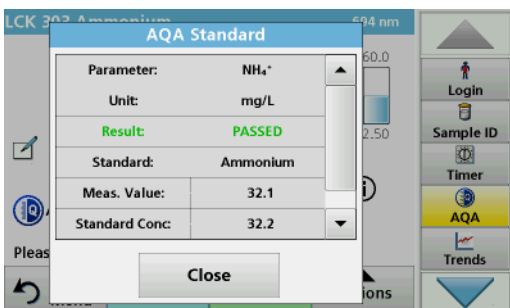 LCK 303 Ammonium 694 nm
AQA Standard
Parameter: NH₄⁺
Unit: mg/L
Result: PASSED
Standard: Ammonium
Meas. Value: 32.1
Standard Conc: 32.2
Close
60.0
2.50
Pleas
Menu
ions
Login
Sample ID
Timer
AQA
Trends